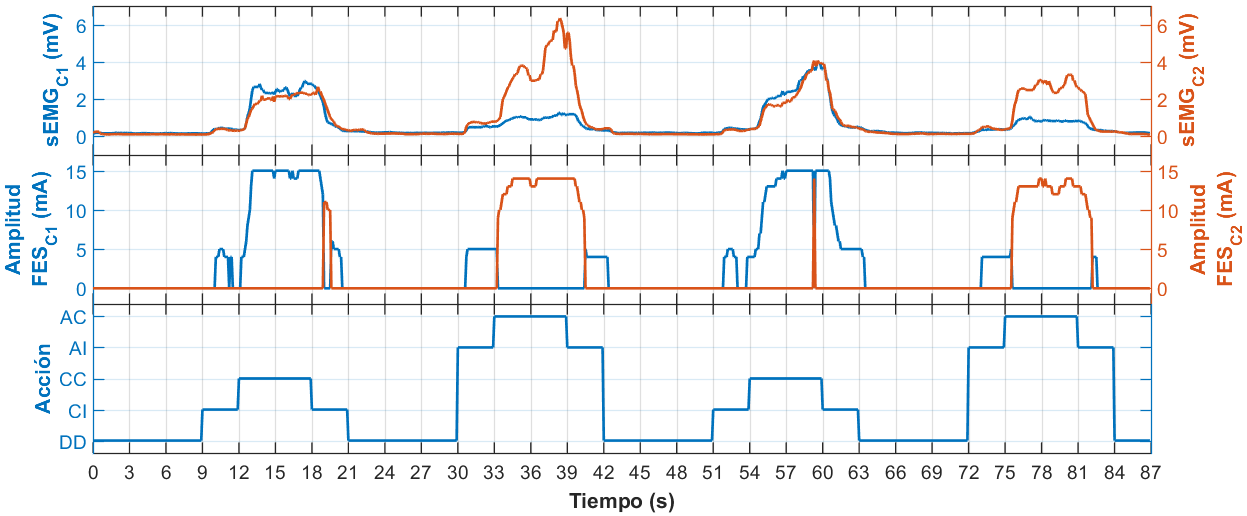 sEMG_C1 (mV)
6
4
2
0
6
4
2
0
sEMG_C2 (mV)
Amplitud
FES_C1 (mA)
15
10
5
0
15
10
5
0
Amplitud
FES_C2 (mA)
Acción
AC
AI
CC
CI
DD
0 3 6 9 12 15 18 21 24 27 30 33 36 39 42 45 48 51 54 57 60 63 66 69 72 75 78 81 84 87
Tiempo (s)